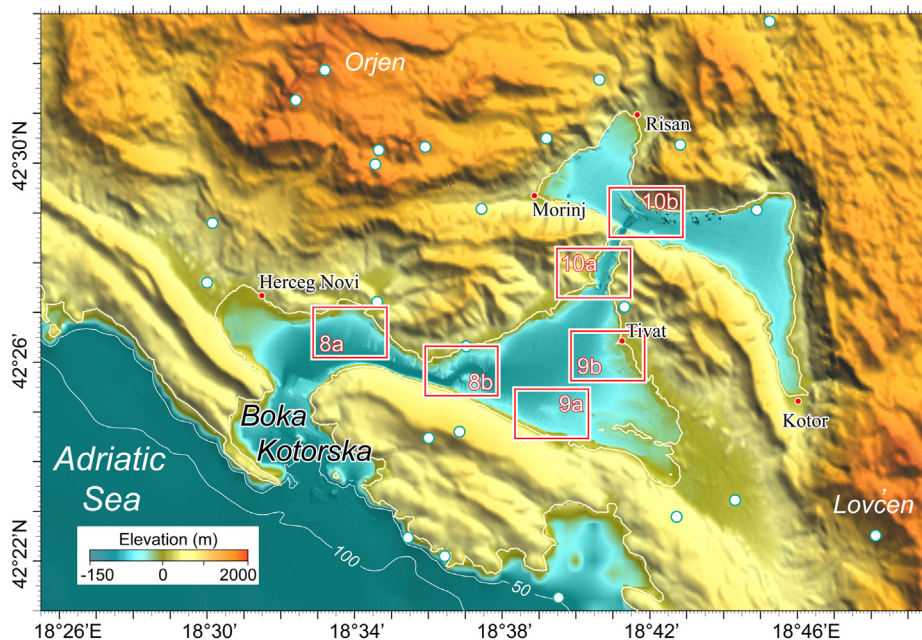 Orjen
42°30'N
Risan
Morinj
10b
10a
Herceg Novi
42°26'N
8a
Tivat
8b
9b
9a
Kotor
Boka
Kotorska
Adriatic
Sea
Lovćen
Elevation (m)
-150 0 2000
100
50
42°22'N
18°26'E 18°30' 18°34' 18°38' 18°42' 18°46'E